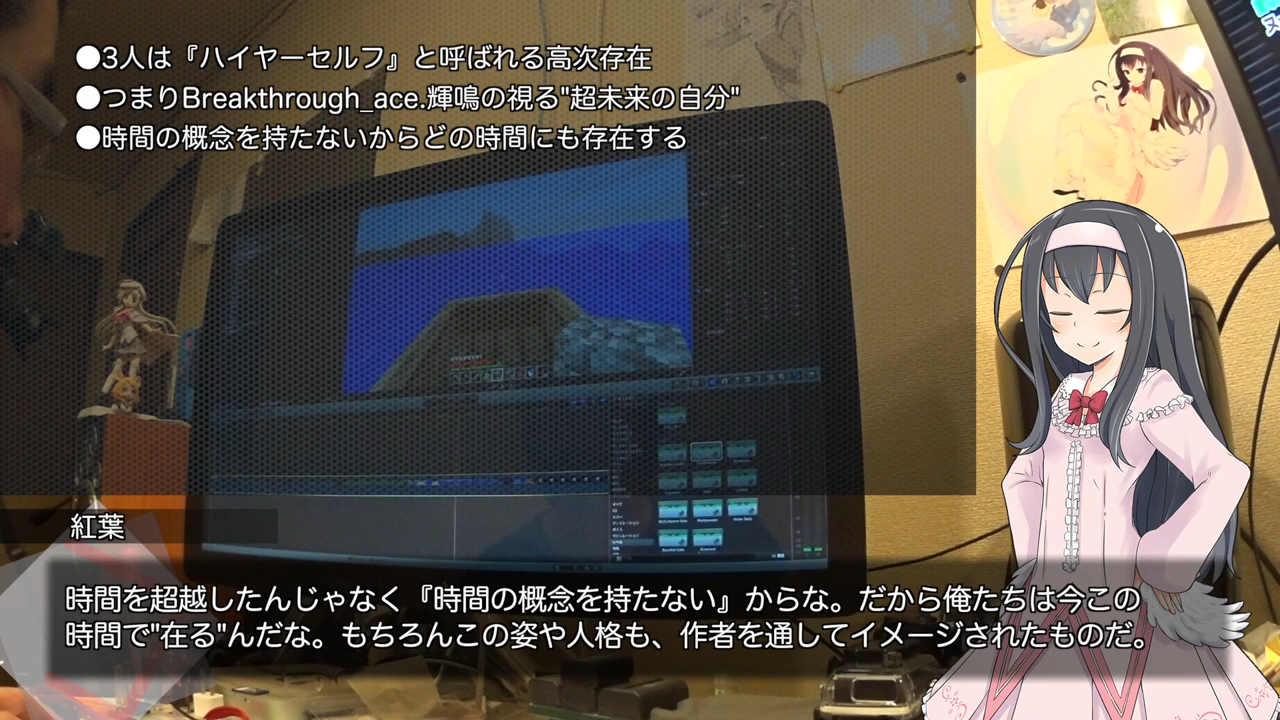 ●3人は『ハイヤーセルフ』と呼ばれる高次存在
●つまりBreakthrough_ace.輝鳴の視る"超未来の自分"
●時間の概念を持たないからどの時間にも存在する
紅葉
時間を超越したんじゃなく『時間の概念を持たない』からな。だから俺たちは今この
時間で"在る"んだな。もちろんこの姿や人格も、作者を通してイメージされたものだ。